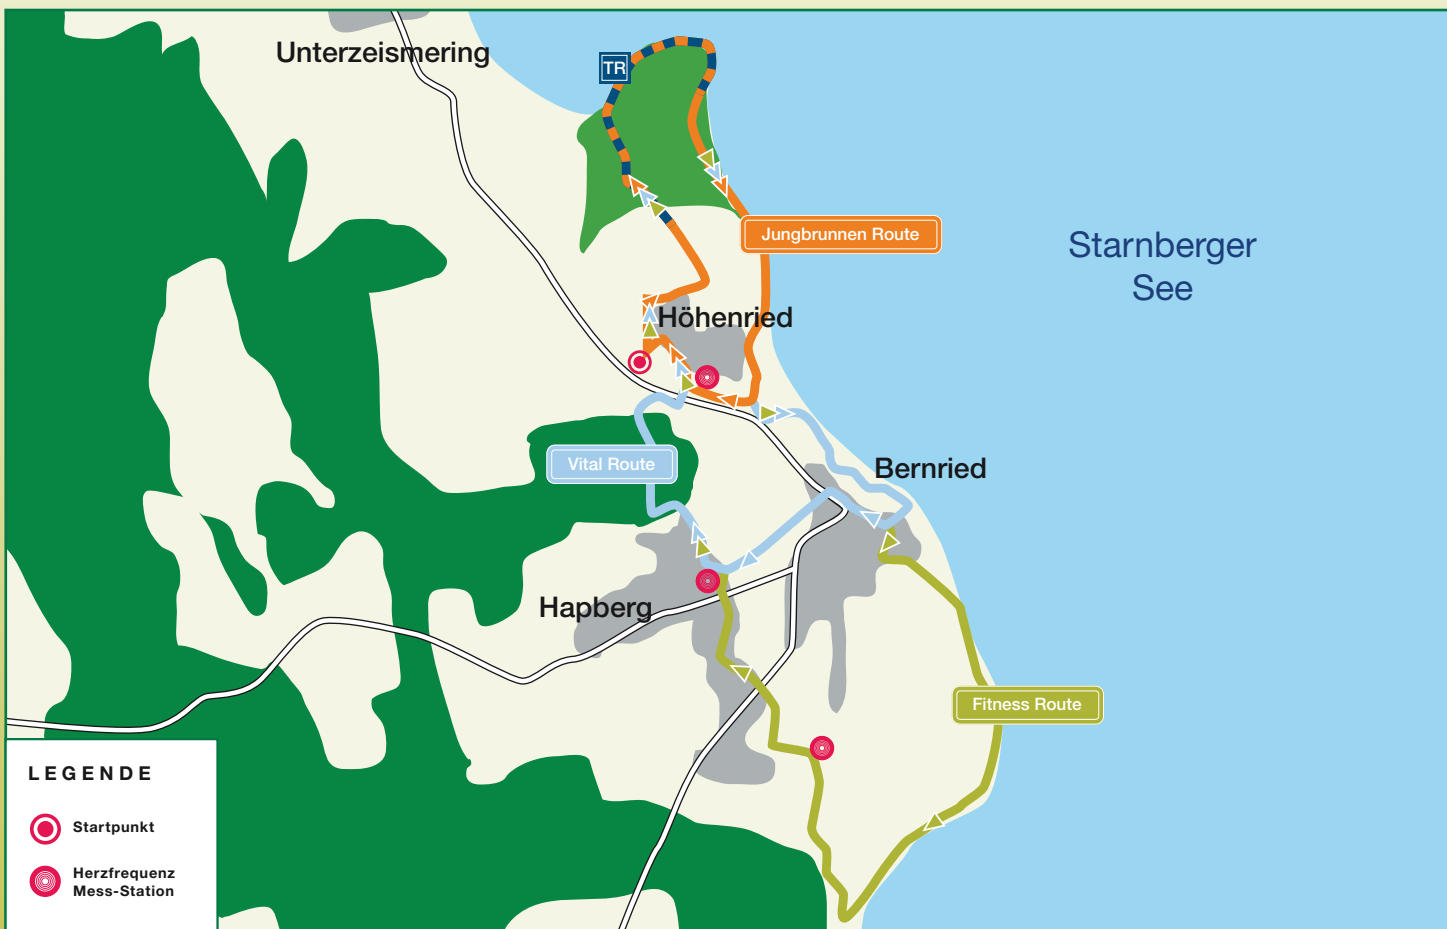 Unterzeismering
TR
Jungbrunnen Route
Starnberger
See
Höhenried
Vital Route
Bernried
Hapberg
Fitness Route
LEGENDE
Startpunkt
Herzfrequenz
Mess-Station